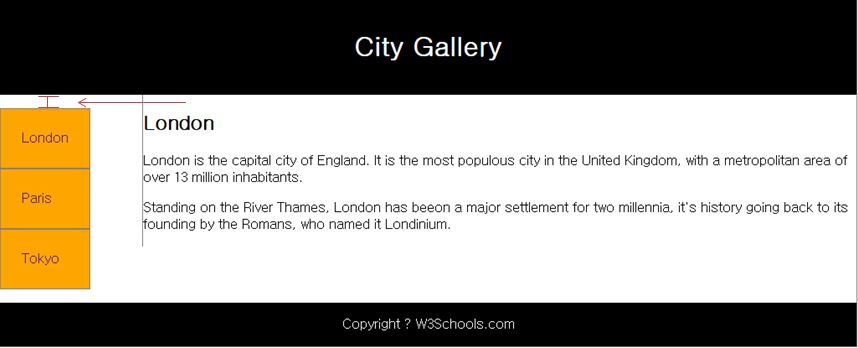 City Gallery
London
Paris
Tokyo
London
London is the capital city of England. It is the most populous city in the United Kingdom, with a metropolitan area of
over 13 million inhabitants.
Standing on the River Thames, London has beeon a major settlement for two millennia, it's history going back to its
founding by the Romans, who named it Londinium.
Copyright ? W3Schools.com